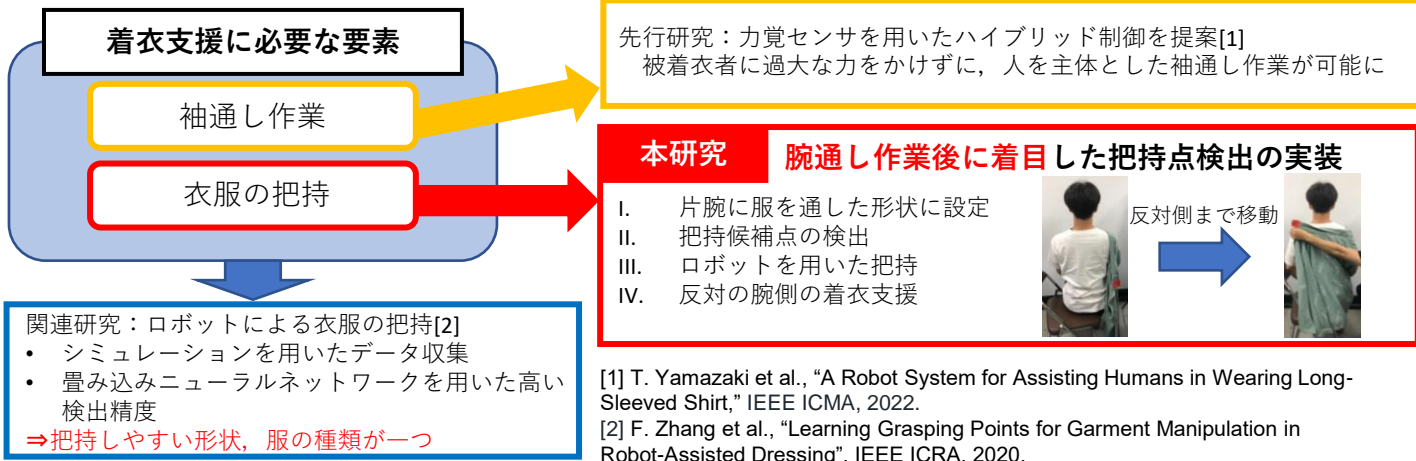 着衣支援に必要な要素
袖通し作業
衣服の把持
先行研究：力覚センサを用いたハイブリッド制御を提案[1]
被着衣者に過大な力をかけずに，人を主体とした袖通し作業が可能に
本研究
腕通し作業後に着目した把持点検出の実装
I. 片腕に服を通した形状に設定
II. 把持候補点の検出
III. ロボットを用いた把持
IV. 反対の腕側の着衣支援
反対側まで移動
関連研究：ロボットによる衣服の把持[2]
• シミュレーションを用いたデータ収集
• 畳み込みニューラルネットワークを用いた高い
検出精度
⇒把持しやすい形状，服の種類が一つ
[1] T. Yamazaki et al., “A Robot System for Assisting Humans in Wearing Long-
Sleeved Shirt,” IEEE ICMA, 2022.
[2] F. Zhang et al., “Learning Grasping Points for Garment Manipulation in
Robot-Assisted Dressing”, IEEE ICRA, 2020.